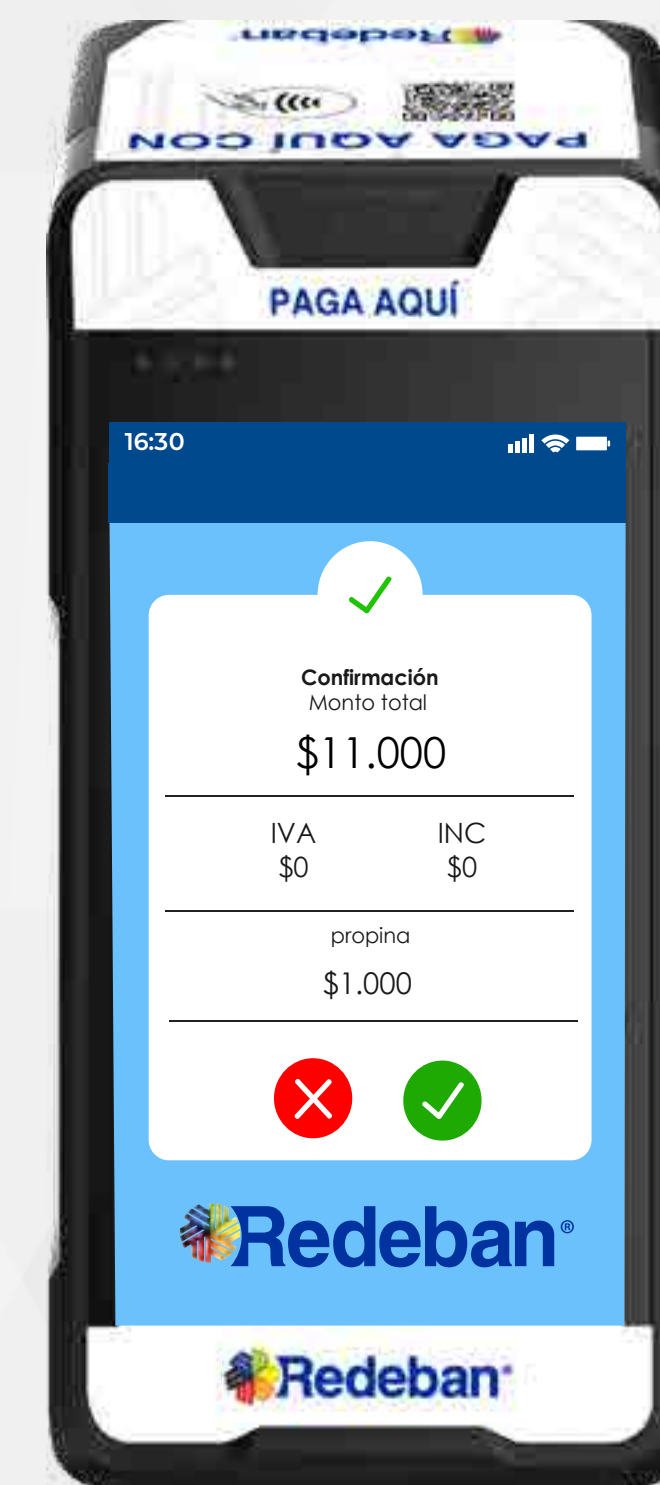 Redeban
PAGA AQUÍ CON
PAGA AQUÍ
16:30
Confirmación
Monto total
$11.000
IVA INC
$0 $0
propina
$1.000
Redeban®
Redeban